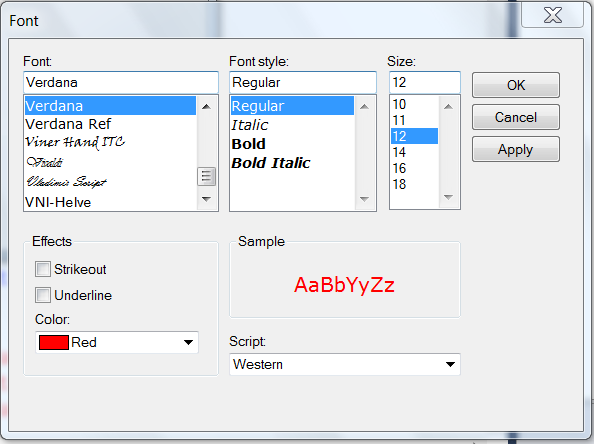 Font
Font:
Verdana
Verdana
Verdana Ref
Viner Hand ITC
Vivaldi
Vladimir Script
VNI-Helve
Font style:
Regular
Regular
Italic
Bold
Bold Italic
Size:
12
10
11
12
14
16
18
OK
Cancel
Apply
Effects
Strikeout
Underline
Color:
Red
Sample
AaBbYyZz
Script:
Western